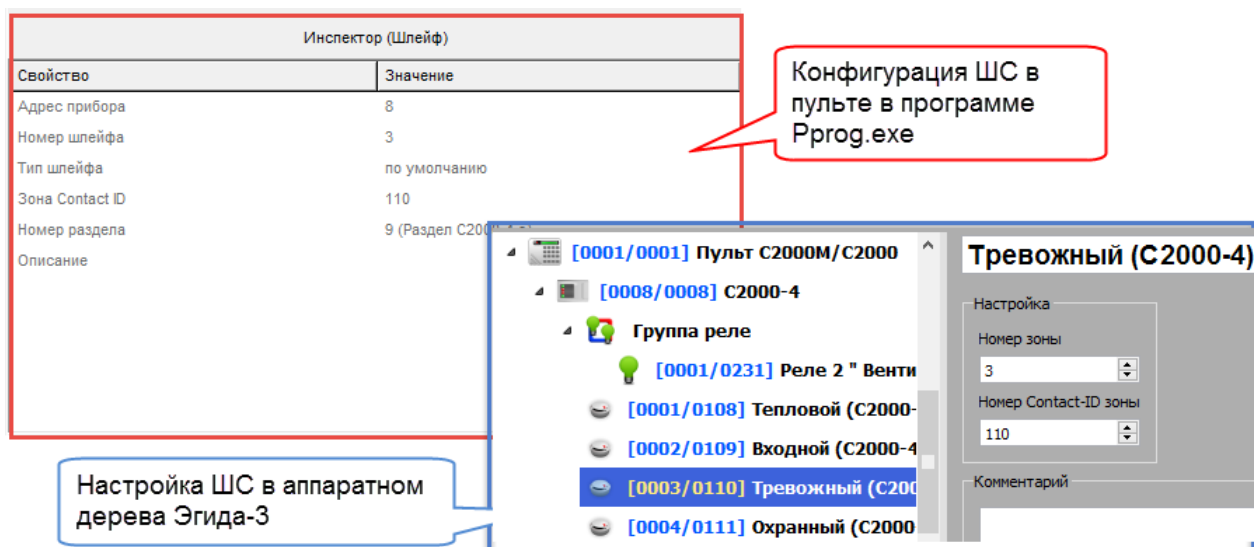 Инспектор (Шлейф)
Свойство Значение
Адрес прибора 8
Номер шлейфа 3
Тип шлейфа по умолчанию
Зона Contact ID 110
Номер раздела 9 (Раздел
Описание
Конфигурация ШС в
пульте в программе
Pprog.exe
[0001/0001] Пульт С2000М/С2000
[0008/0008] С2000-4
Группа реле
[0001/0231] Реле 2 " Венти
[0001/0108] Тепловой (С2000-
[0002/0109] Входной (С2000-4
[0003/0110] Тревожный (С200
[0004/0111] Охранный (С2000
Тревожный (С2000-4)
Настройка
Номер зоны
3
Номер Contact-ID зоны
110
Комментарий
Настройка ШС в аппаратном
дерева Эгида-3